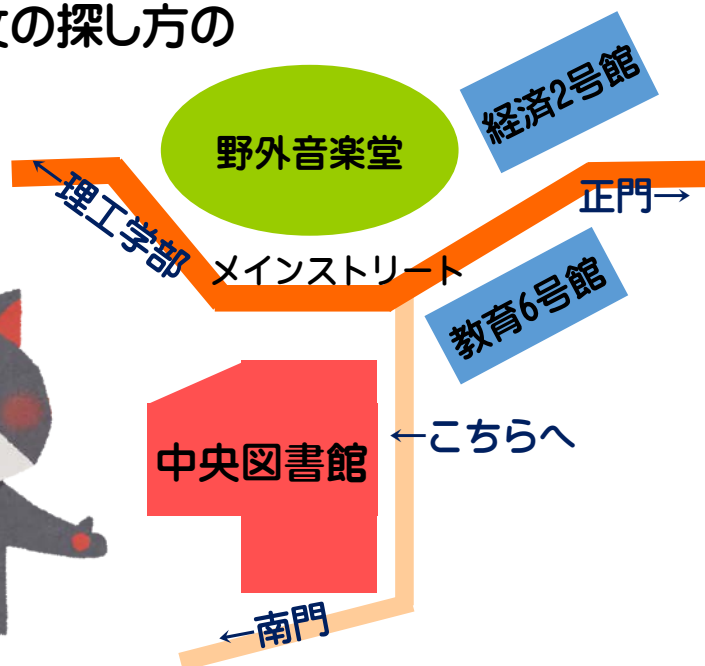 の探し方の
野外音楽堂
経済2号館
正門→
←理工学部
メインストリート
教育6号館
←こちらへ
中央図書館
←南門